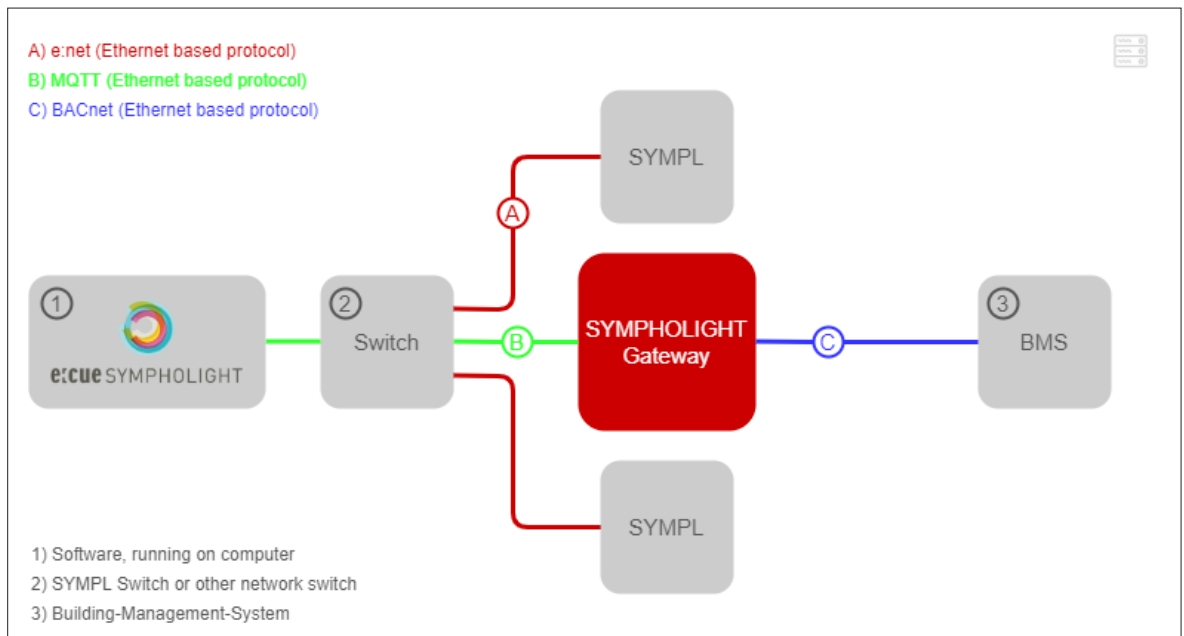 A) e:net (Ethernet based protocol)
B) MQTT (Ethernet based protocol)
C) BACnet (Ethernet based protocol)
SYMPL
A
1
e:cue SYMPHOLIGHT
2
Switch
B
SYMPHOLIGHT
Gateway
C
3
BMS
SYMPL
1) Software, running on computer
2) SYMPL Switch or other network switch
3) Building-Management-System